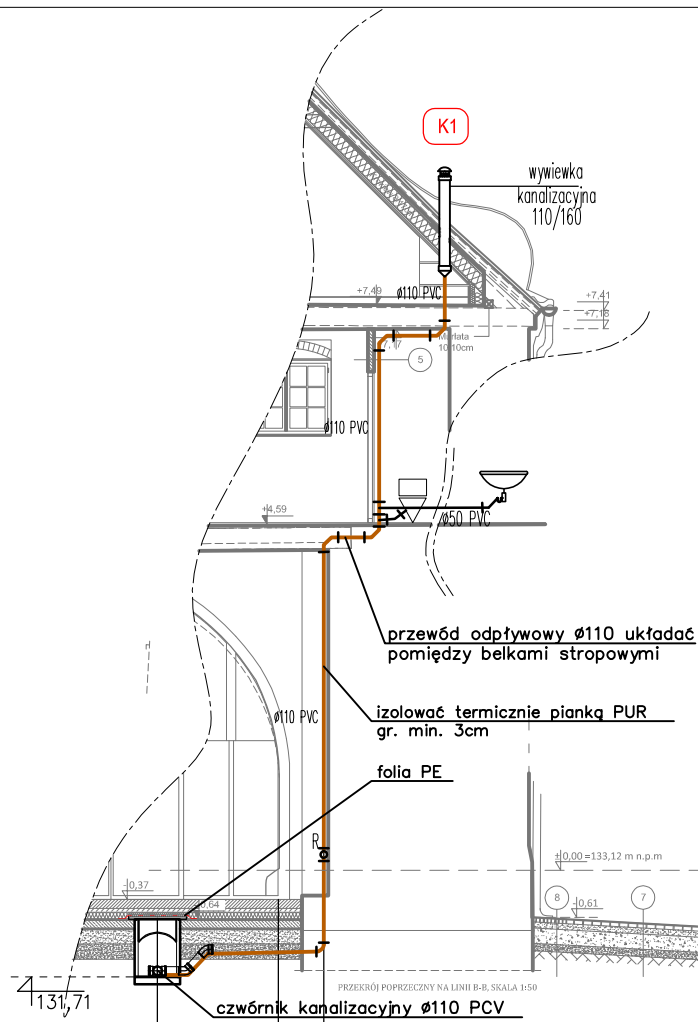 K1
wywiewka
kanalizacyjna
110/160
+7,49
ø110 PVC
+7,41
+7,18
Murłata
10/10cm
5
ø110 PVC
+4,59
ø50 PVC
przewód odpływowy ø110 układać
pomiędzy belkami stropowymi
ø110 PVC
izolować termicznie pianką PUR
gr. min. 3cm
folia PE
R
±0,00=133,12 m n.p.m
-0,37
8
-0,61
7
PRZEKRÓJ POPRZECZNY NA LINII B-B, SKALA 1:50
131,71
czwórnik kanalizacyjny ø110 PCV